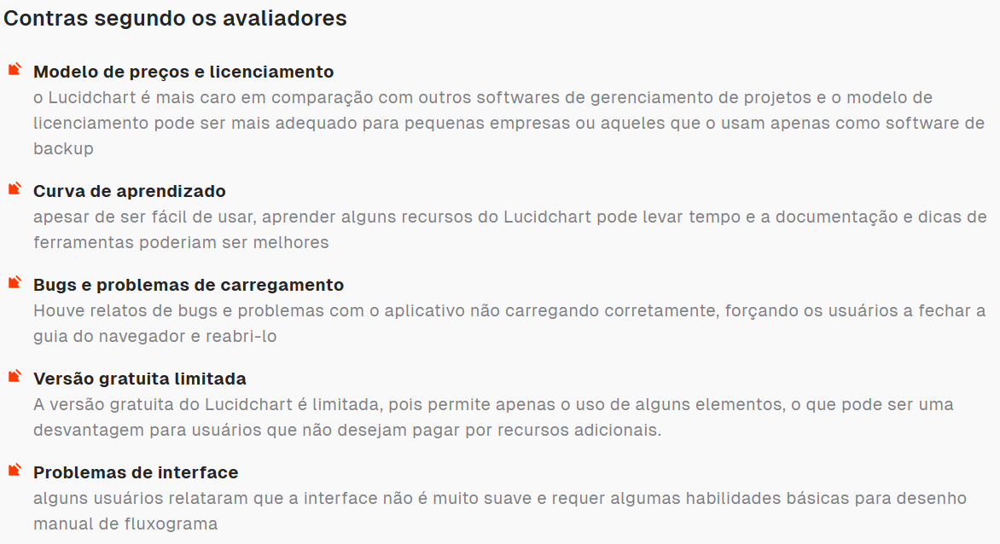 Contras segundo os avaliadores
Modelo de preços e licenciamento
o Lucidchart é mais caro em comparação com outros softwares de gerenciamento de projetos e o modelo de
licenciamento pode ser mais adequado para pequenas empresas ou aqueles que o usam apenas como software de
backup
Curva de aprendizado
apesar de ser fácil de usar, aprender alguns recursos do Lucidchart pode levar tempo e a documentação e dicas de
ferramentas poderiam ser melhores
Bugs e problemas de carregamento
Houve relatos de bugs e problemas com o aplicativo não carregando corretamente, forçando os usuários a fechar a
guia do navegador e reabri-lo
Versão gratuita limitada
A versão gratuita do Lucidchart é limitada, pois permite apenas o uso de alguns elementos, o que pode ser uma
desvantagem para usuários que não desejam pagar por recursos adicionais.
Problemas de interface
alguns usuários relataram que a interface não é muito suave e requer algumas habilidades básicas para desenho
manual de fluxograma